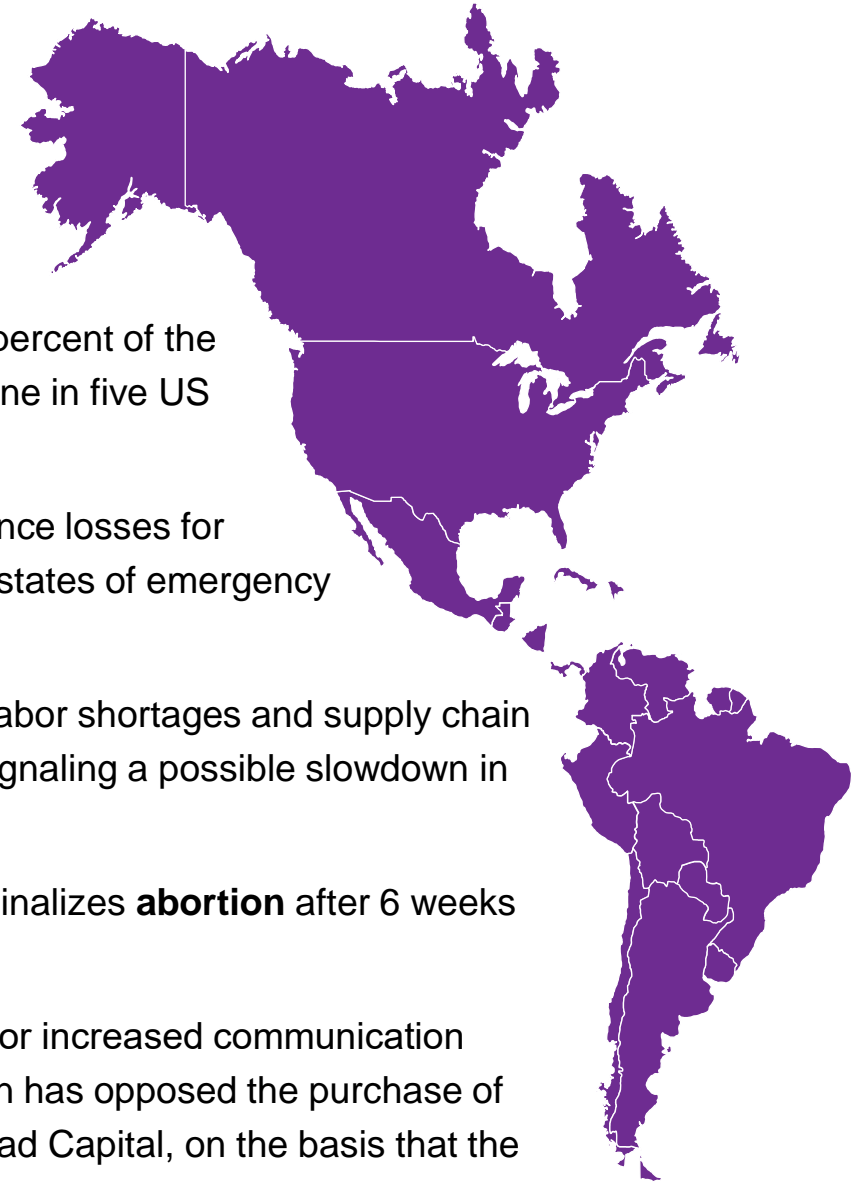 percent of the
ne in five US
nce losses for
states of emergency
abor shortages and supply chain
gnaling a possible slowdown in
inalizes abortion after 6 weeks
or increased communication
n has opposed the purchase of
ad Capital, on the basis that the